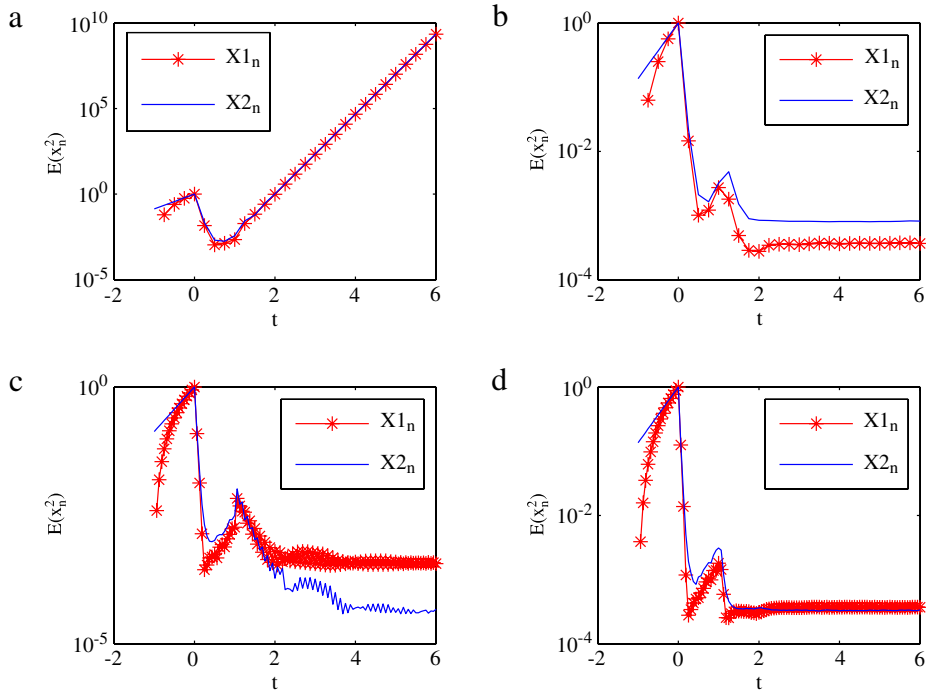 a
10^10
10^5
10^0
10^-5
E(x_n^2)
X1_n
X2_n
-2 0 2 4 6
t
b
10^0
10^-2
10^-4
E(x_n^2)
X1_n
X2_n
-2 0 2 4 6
t
c
10^0
10^-5
E(x_n^2)
X1_n
X2_n
-2 0 2 4 6
t
d
10^0
10^-2
10^-4
E(x_n^2)
X1_n
X2_n
-2 0 2 4 6
t